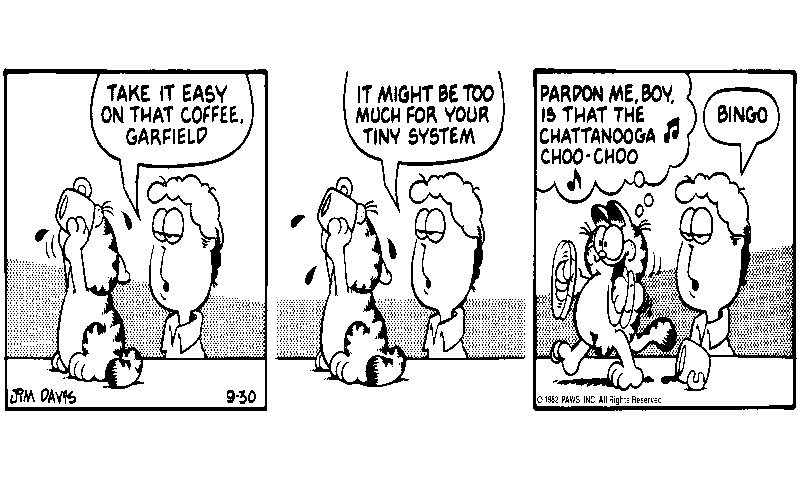 TAKE IT EASY
ON THAT COFFEE,
GARFIELD
JIM DAVIS
9-30
IT MIGHT BE TOO
MUCH FOR YOUR
TINY SYSTEM
PARDON ME, BOY,
IS THAT THE
CHATTANOOGA
CHOO-CHOO
BINGO
© 1982 PAWS, INC. All Rights Reserved